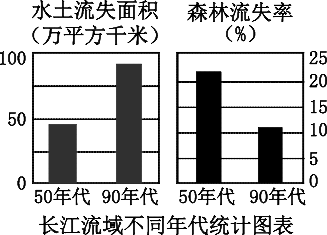 水土流失面积 森林流失率
（万平方千米） （%）
100 25
20
15
50 10
5
0 0
50年代 90年代 50年代 90年代
长江流域不同年代统计图表